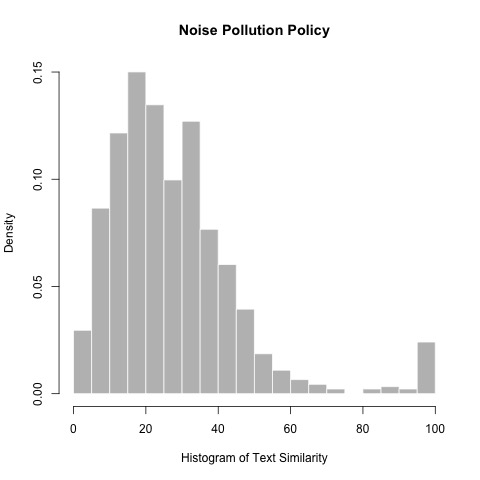 Noise Pollution Policy
0.15
0.10
0.05
0.00
Density
0 20 40 60 80 100
Histogram of Text Similarity